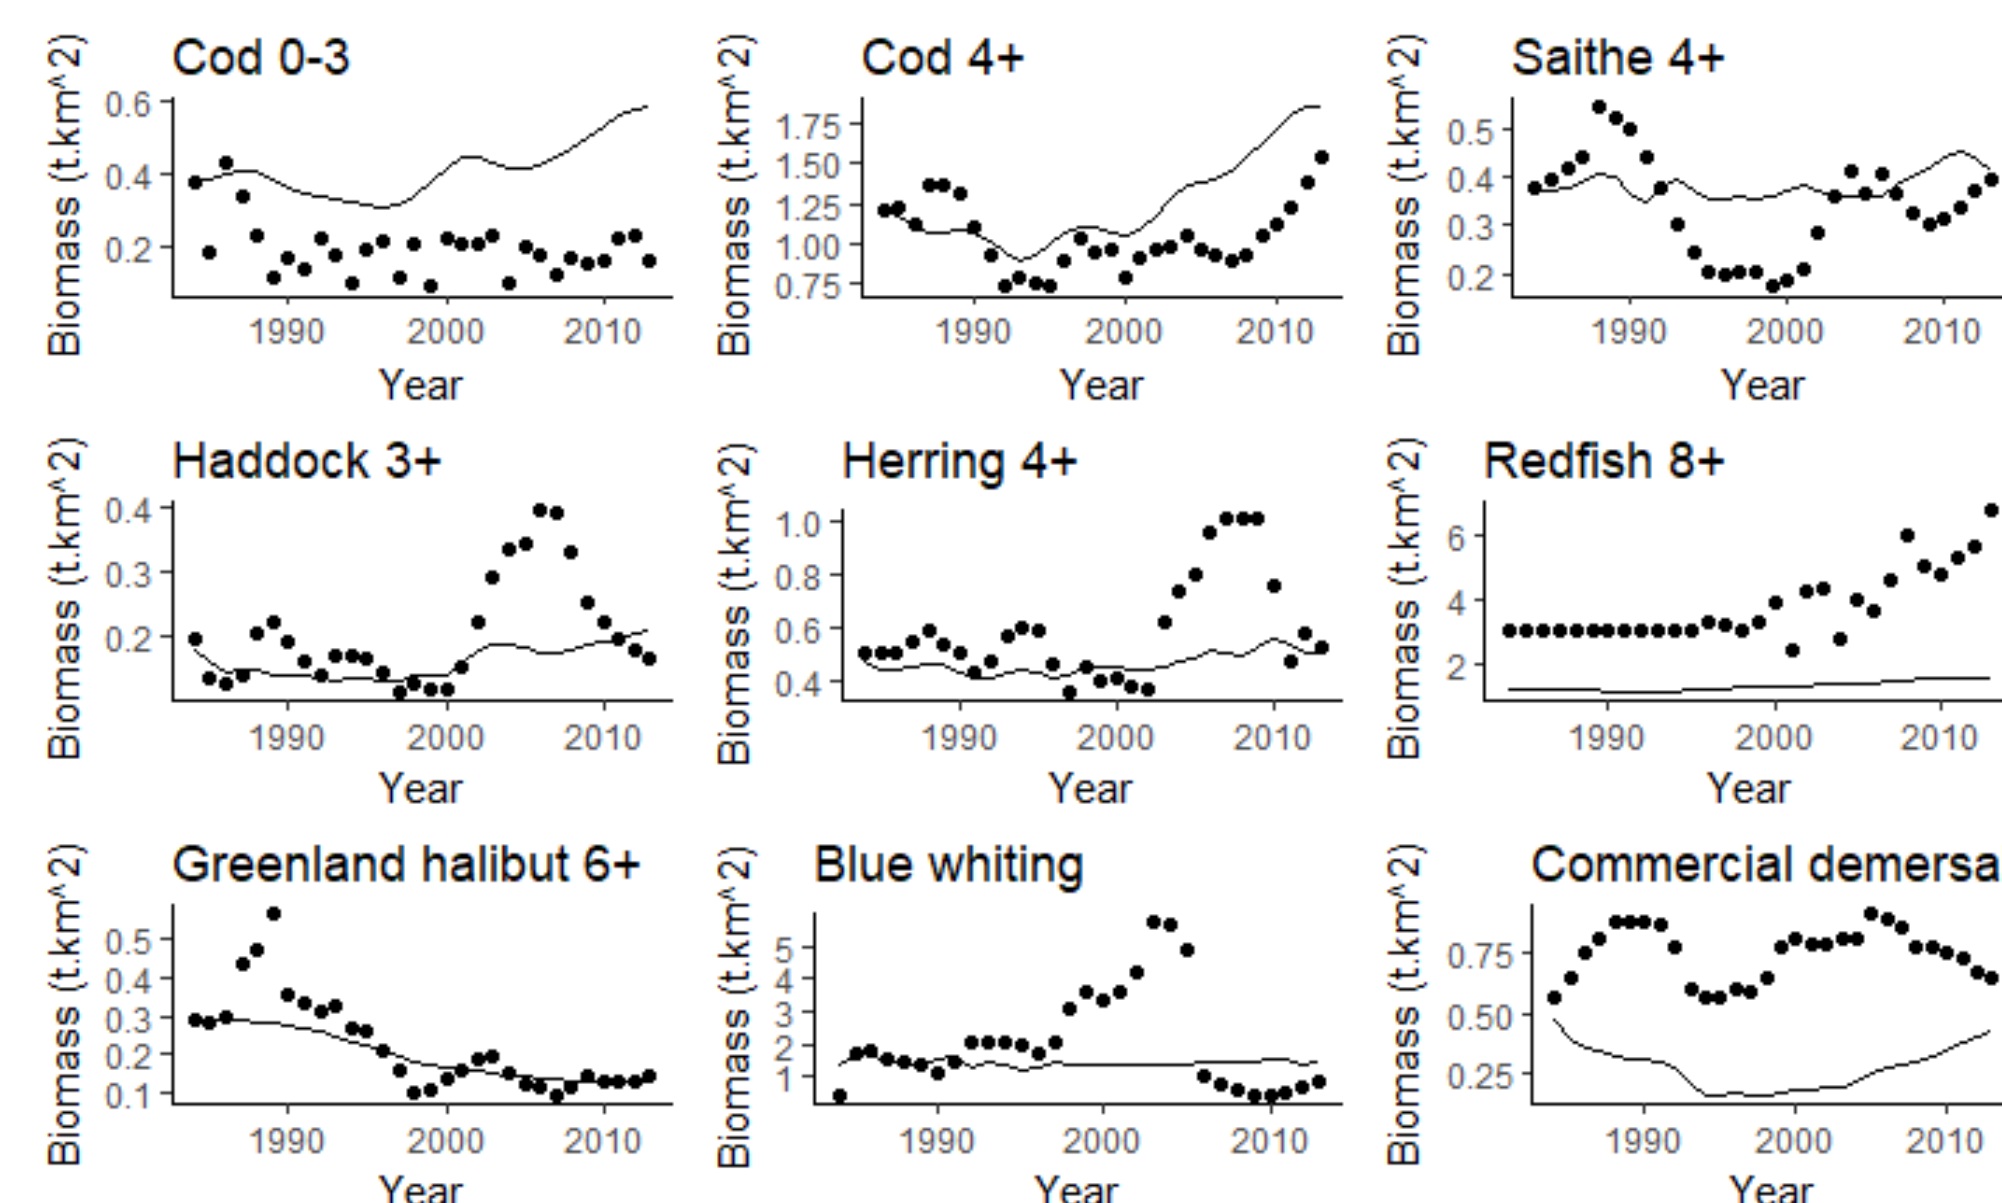 Cod 0-3
Biomass (t.km^2)
0.6
0.4
0.2
1990 2000 2010
Year
Cod 4+
Biomass (t.km^2)
1.75
1.50
1.25
1.00
0.75
1990 2000 2010
Year
Saithe 4+
Biomass (t.km^2)
0.5
0.4
0.3
0.2
1990 2000 2010
Year
Haddock 3+
Biomass (t.km^2)
0.4
0.3
0.2
1990 2000 2010
Year
Herring 4+
Biomass (t.km^2)
1.0
0.8
0.6
0.4
1990 2000 2010
Year
Redfish 8+
Biomass (t.km^2)
6
4
2
1990 2000 2010
Year
Greenland halibut 6+
Biomass (t.km^2)
0.5
0.4
0.3
0.2
0.1
1990 2000 2010
Year
Blue whiting
Biomass (t.km^2)
5
4
3
2
1
1990 2000 2010
Year
Commercial demersa
Biomass (t.km^2)
0.75
0.50
0.25
1990 2000 2010
Year